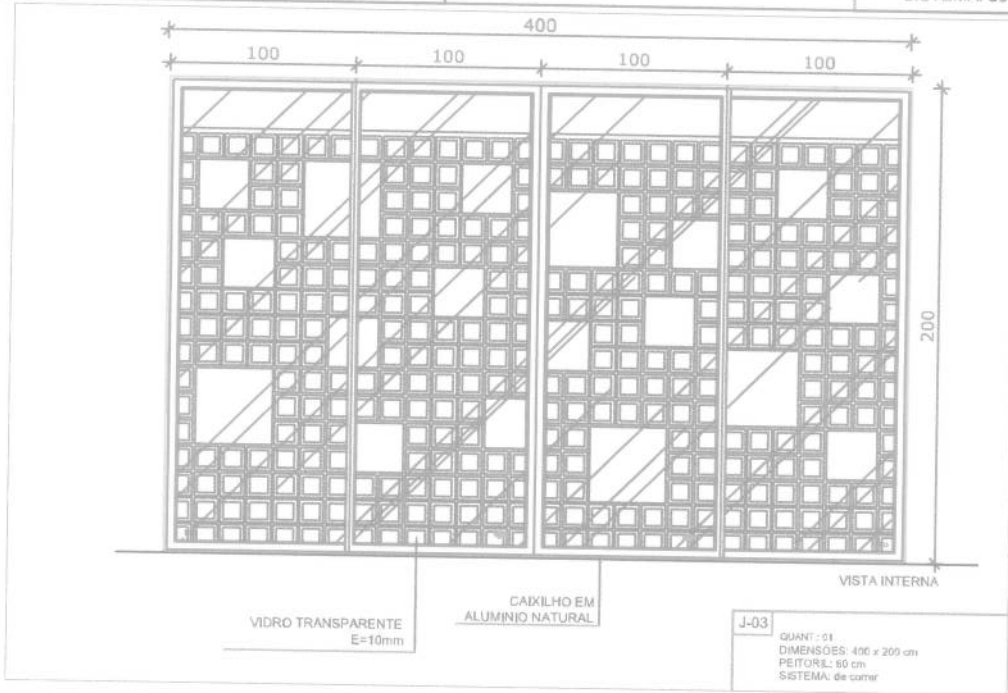 400
100
100
100
100
200
VISTA INTERNA
VIDRO TRANSPARENTE
E=10mm
CAIXILHO EM
ALUMINIO NATURAL
J-03
QUANT.: 01
DIMENSÕES: 400 x 200 cm
PEITORIL: 60 cm
SISTEMA: de correr